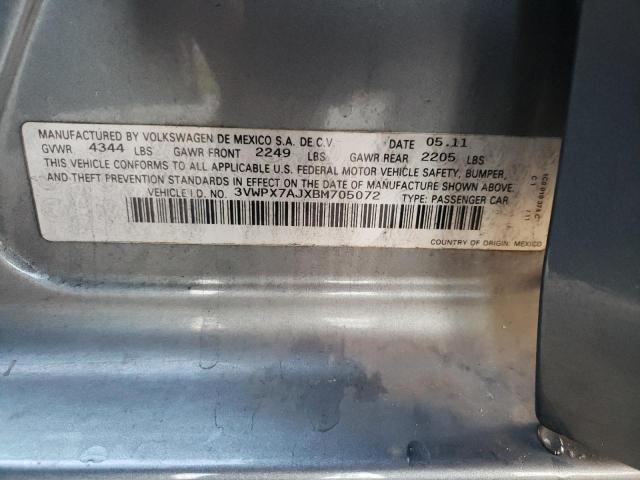 MANUFACTURED BY VOLKSWAGEN DE MEXICO S.A. DE C.V. DATE 05.11
GVWR 4344 LBS GAWR FRONT 2249 LBS GAWR REAR 2205 LBS
THIS VEHICLE CONFORMS TO ALL APPLICABLE U.S. FEDERAL MOTOR VEHICLE SAFETY, BUMPER,
AND THEFT PREVENTION STANDARDS IN EFFECT ON THE DATE OF MANUFACTURE SHOWN ABOVE.
VEHICLE I.D. NO.: 3VWPX7AJXBM705072 TYPE: PASSENGER CAR
COUNTRY OF ORIGIN: MEXICO